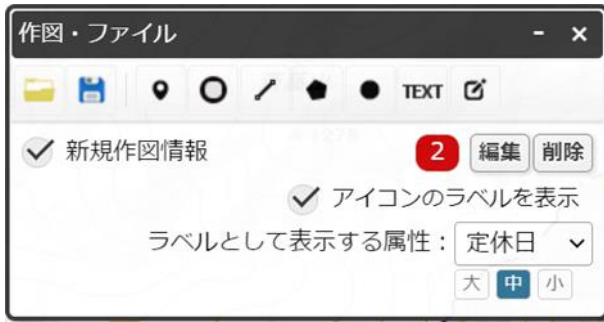 作図・ファイル
TEXT
新規作図情報 2 編集 削除
アイコンのラベルを表示
ラベルとして表示する属性： 定休日
大 中 小